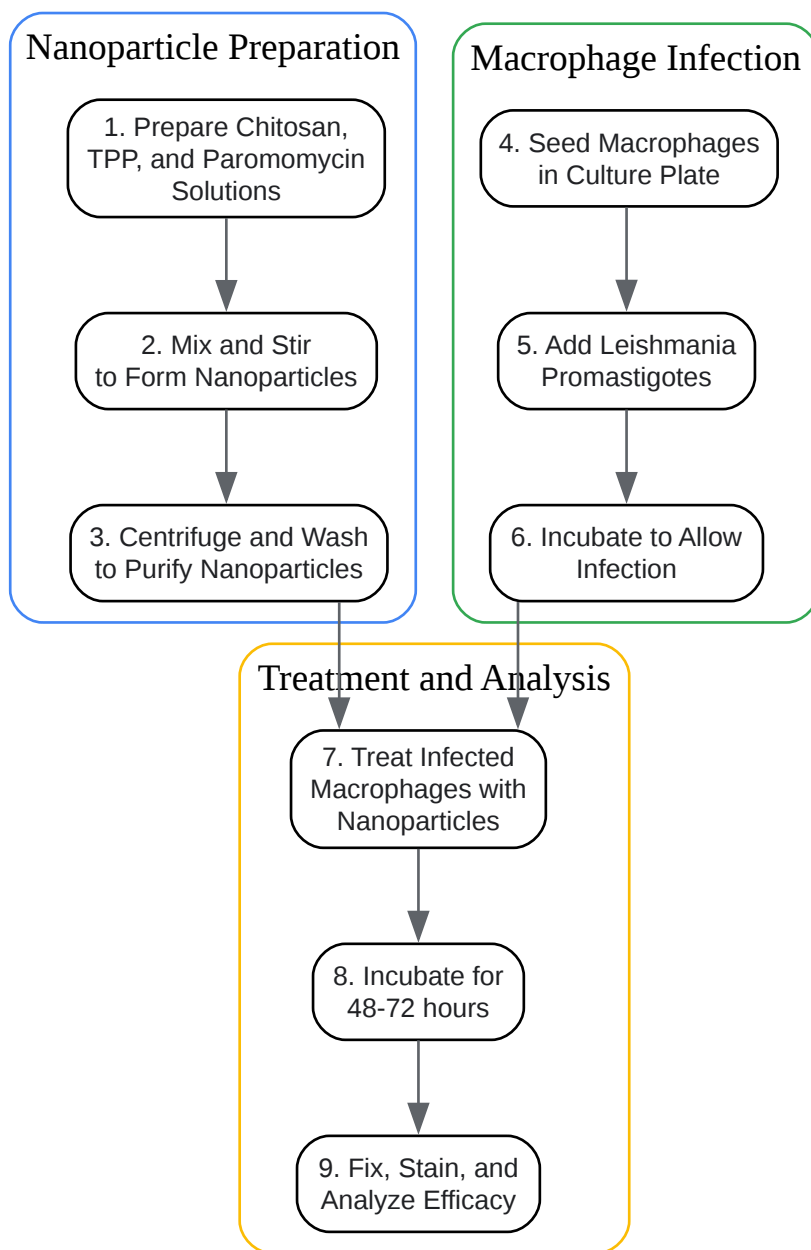 Nanoparticle Preparation
1. Prepare Chitosan,
TPP, and Paromomycin
Solutions
2. Mix and Stir
to Form Nanoparticles
3. Centrifuge and Wash
to Purify Nanoparticles
Macrophage Infection
4. Seed Macrophages
in Culture Plate
5. Add Leishmania
Promastigotes
6. Incubate to Allow
Infection
Treatment and Analysis
7. Treat Infected
Macrophages with
Nanoparticles
8. Incubate for
48-72 hours
9. Fix, Stain, and
Analyze Efficacy